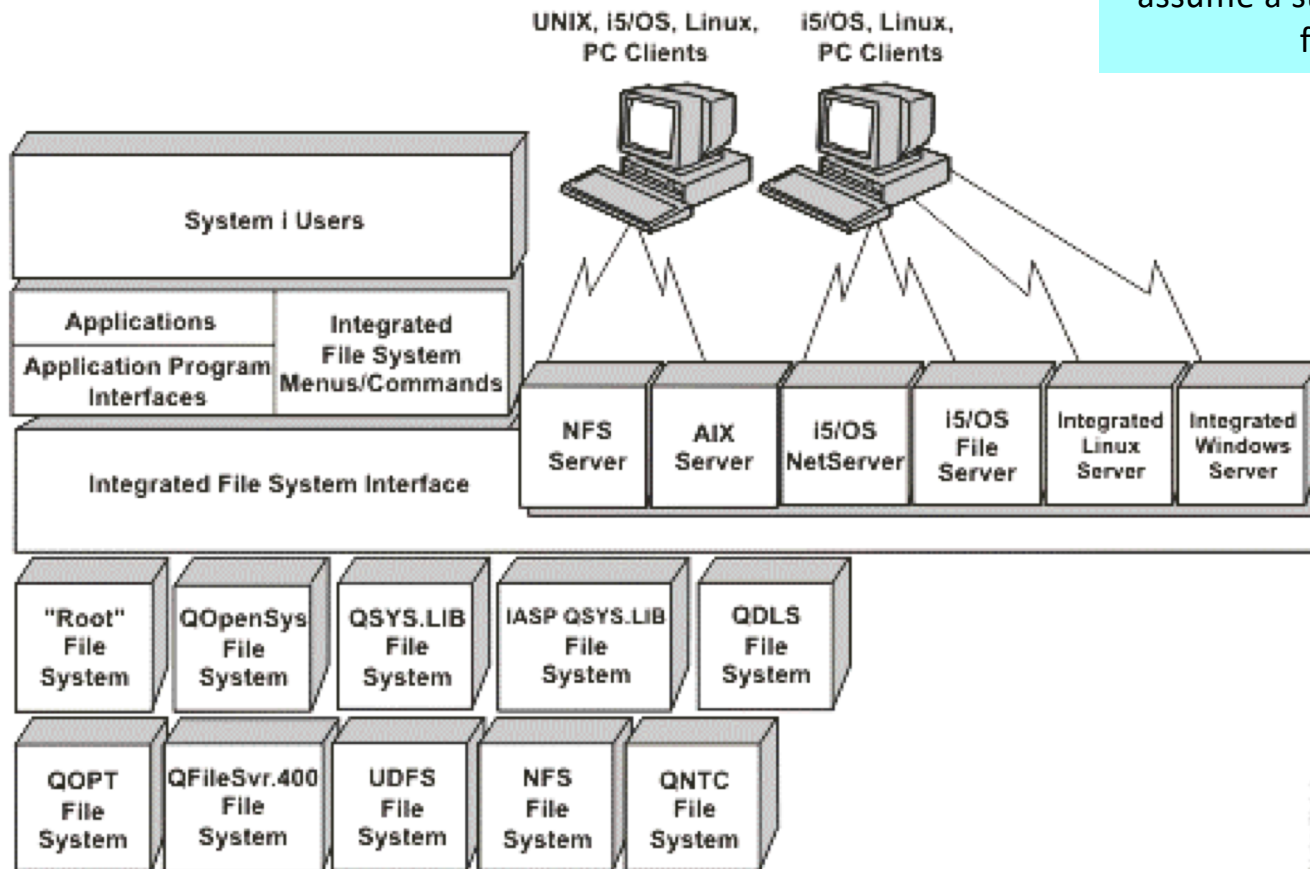 assume a s
f
UNIX, i5/OS, Linux,
PC Clients
i5/OS, Linux,
PC Clients
System i Users
Applications
Application Program
Interfaces
Integrated
File System
Menus/Commands
Integrated File System Interface
NFS
Server
AIX
Server
i5/OS
NetServer
i5/OS
File
Server
Integrated
Linux
Server
Integrated
Windows
Server
"Root"
File
System
QOpenSys
File
System
QSYS.LIB
File
System
IASP QSYS.LIB
File
System
QDLS
File
System
QOPT
File
System
QFileSvr.400
File
System
UDFS
File
System
NFS
File
System
QNTC
File
System